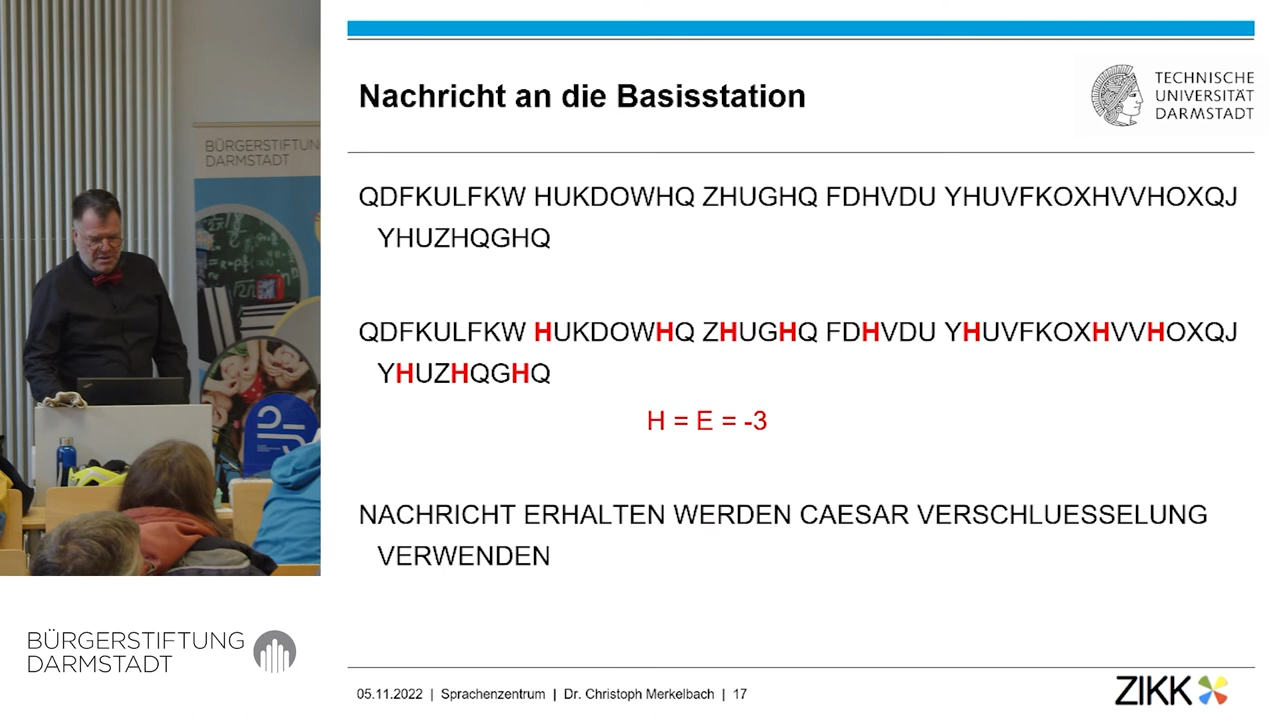 BÜRGERSTIFTUN
DARMSTADT
Nachricht an die Basisstation
TECHNISCHE
UNIVERSITÄT
DARMSTADT
QDFKULFKW HUKDOWHQ ZHUGHQ FDHVDU YHUVFKOXHVVHOXQJ
YHUZHQGHQ
QDFKULFKW HUKDOWHQ ZHUGHQ FDHVDU YHUVFKOXHVVHOXQJ
YHUZHQGHQ
H = E = -3
NACHRICHT ERHALTEN WERDEN CAESAR VERSCHLUESSELUNG
VERWENDEN
BÜRGERSTIFTUNG
DARMSTADT
05.11.2022 | Sprachenzentrum | Dr. Christoph Merkelbach | 17
ZIKK